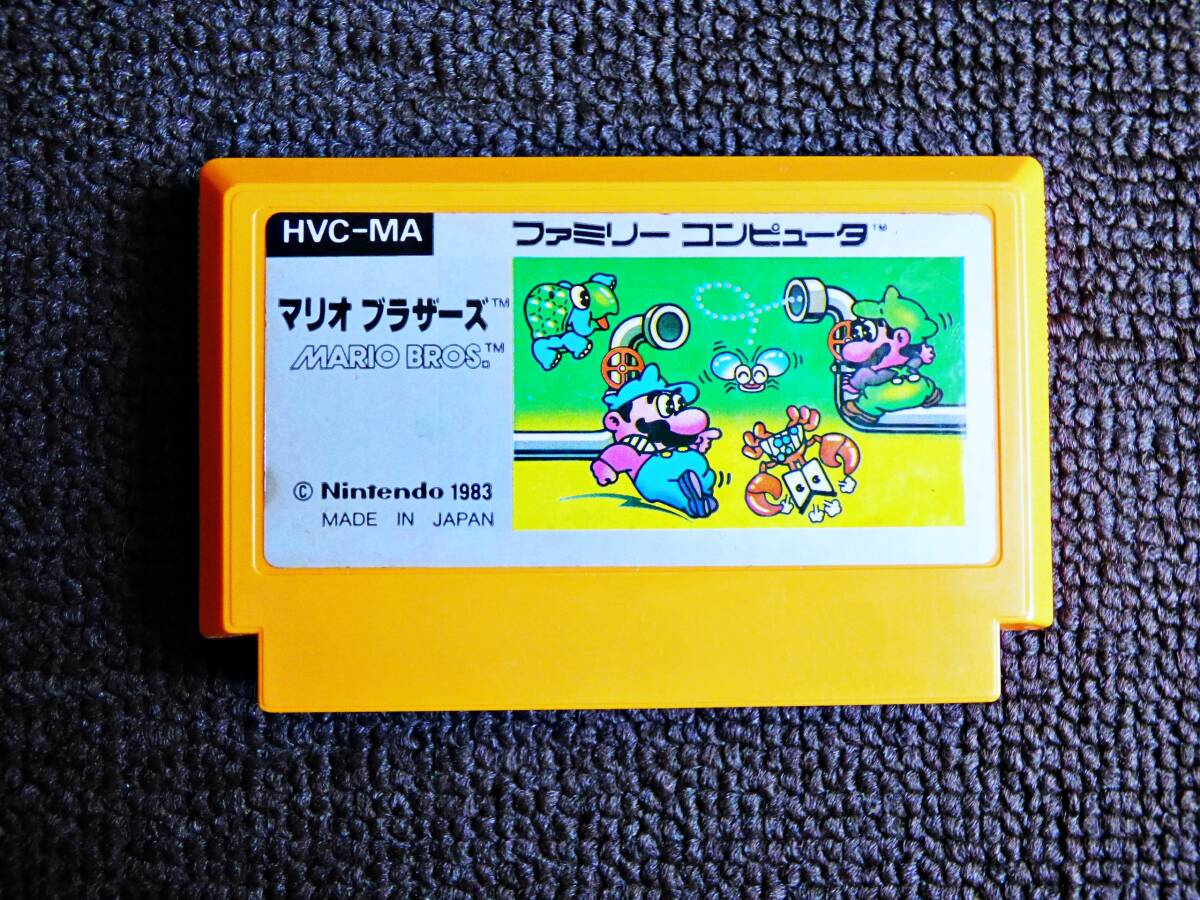 HVC-MA
ファミリー コンピュータ™
マリオ ブラザーズ™
MARIO BROS.™
© Nintendo 1983
MADE IN JAPAN